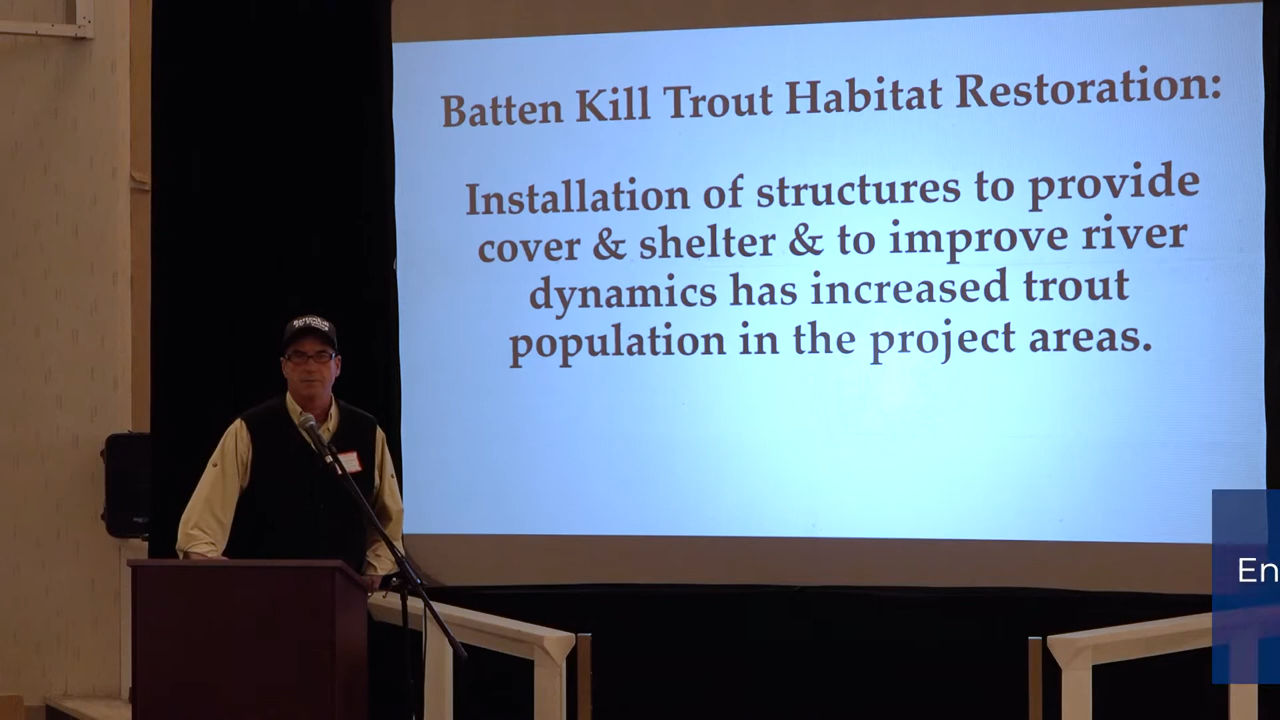 Batten Kill Trout Habitat Restoration:
Installation of structures to provide
cover & shelter & to improve river
dynamics has increased trout
population in the project areas.
En